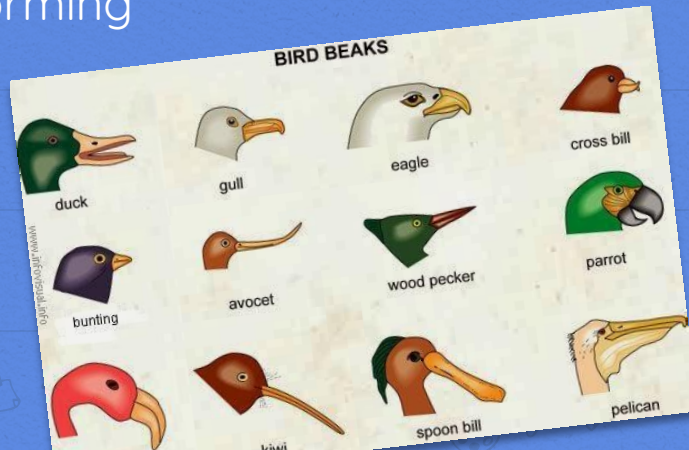 orming
BIRD BEAKS
duck
gull
eagle
cross bill
bunting
avocet
wood pecker
parrot
kiwi
spoon bill
pelican
www.infovisual.info